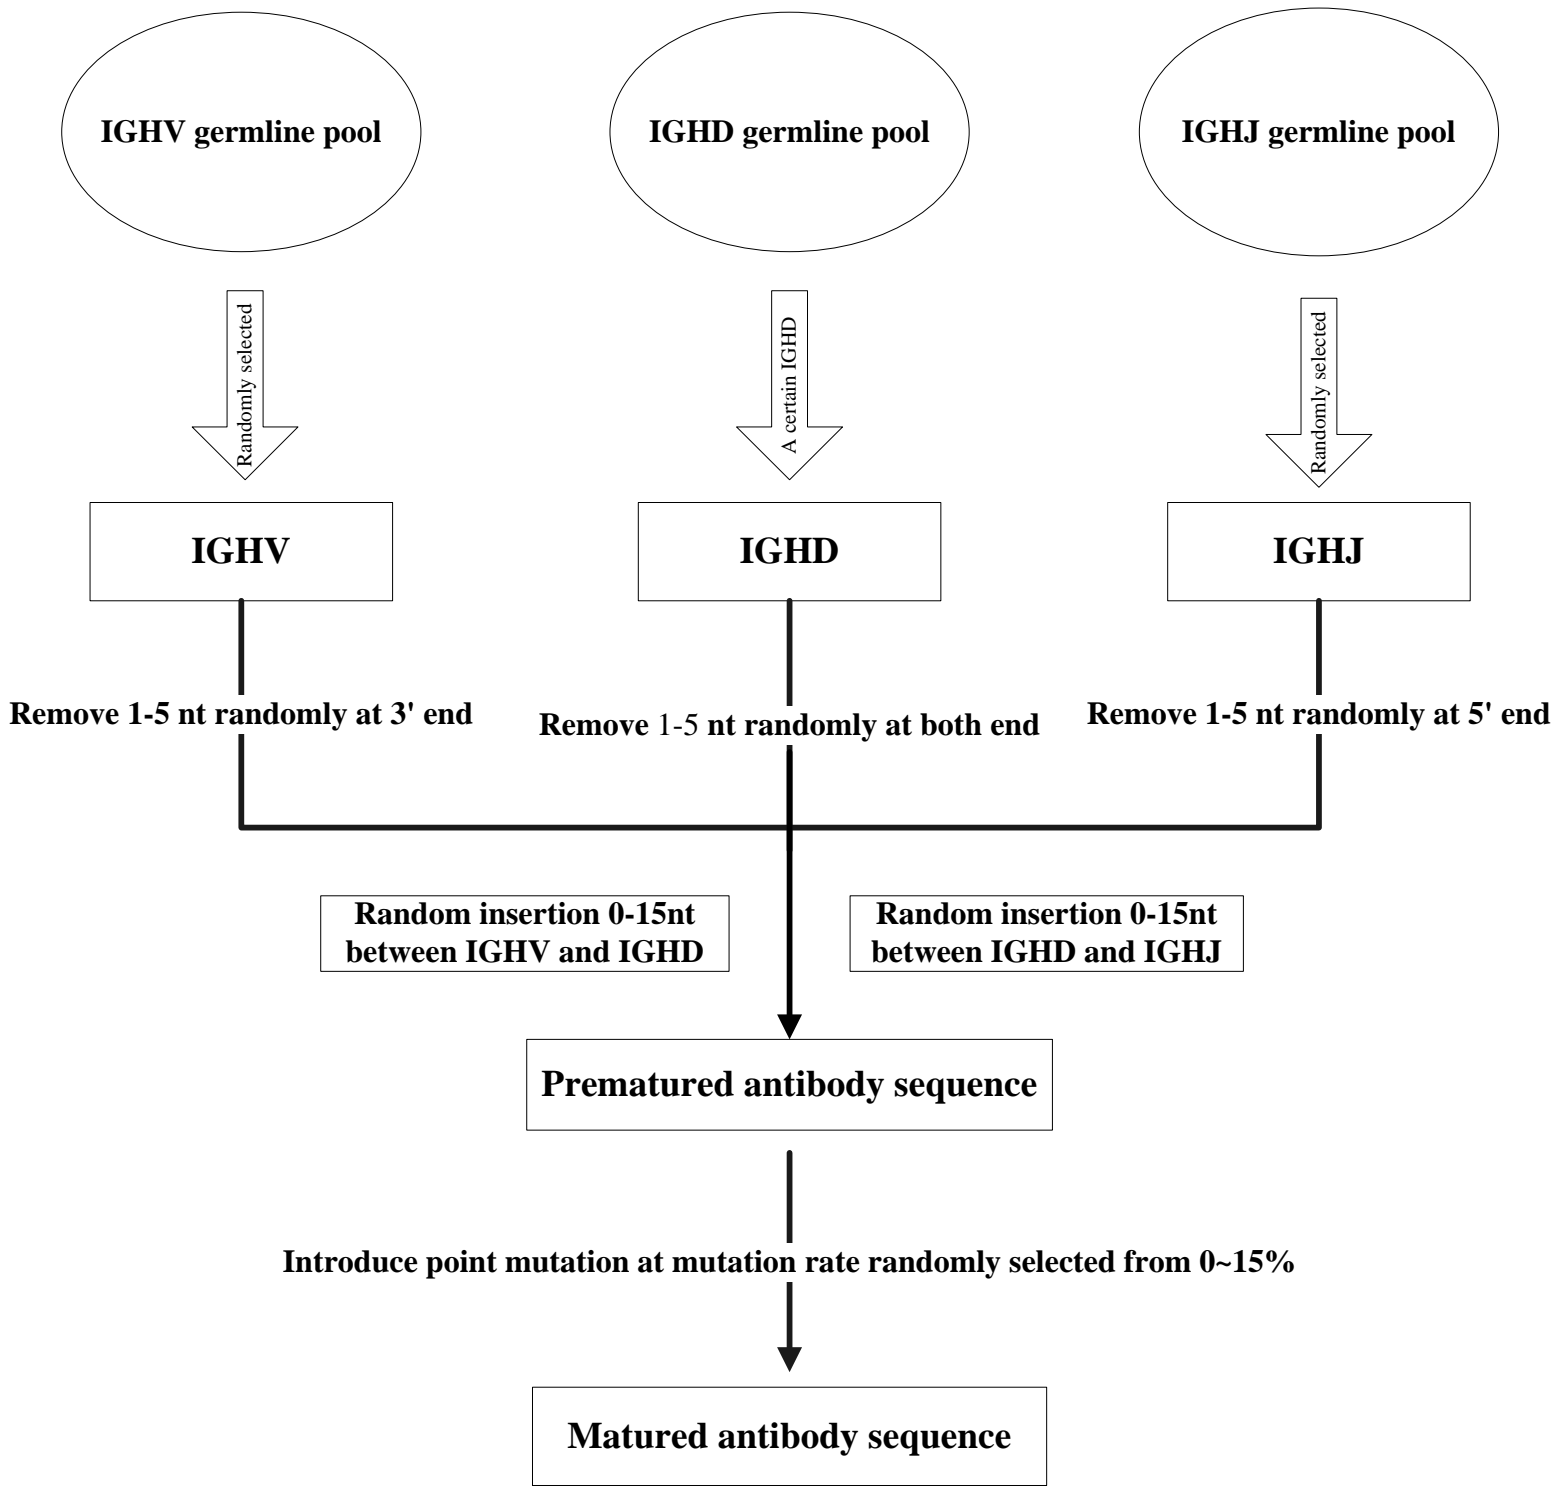 IGHV germline pool
IGHD germline pool
IGHJ germline pool
Randomly selected
A certain IGHD
Randomly selected
IGHV
IGHD
IGHJ
Remove 1-5 nt randomly at 3' end
Remove 1-5 nt randomly at both end
Remove 1-5 nt randomly at 5' end
Random insertion 0-15nt
between IGHV and IGHD
Random insertion 0-15nt
between IGHD and IGHJ
Prematured antibody sequence
Introduce point mutation at mutation rate randomly selected from 0~15%
Matured antibody sequence